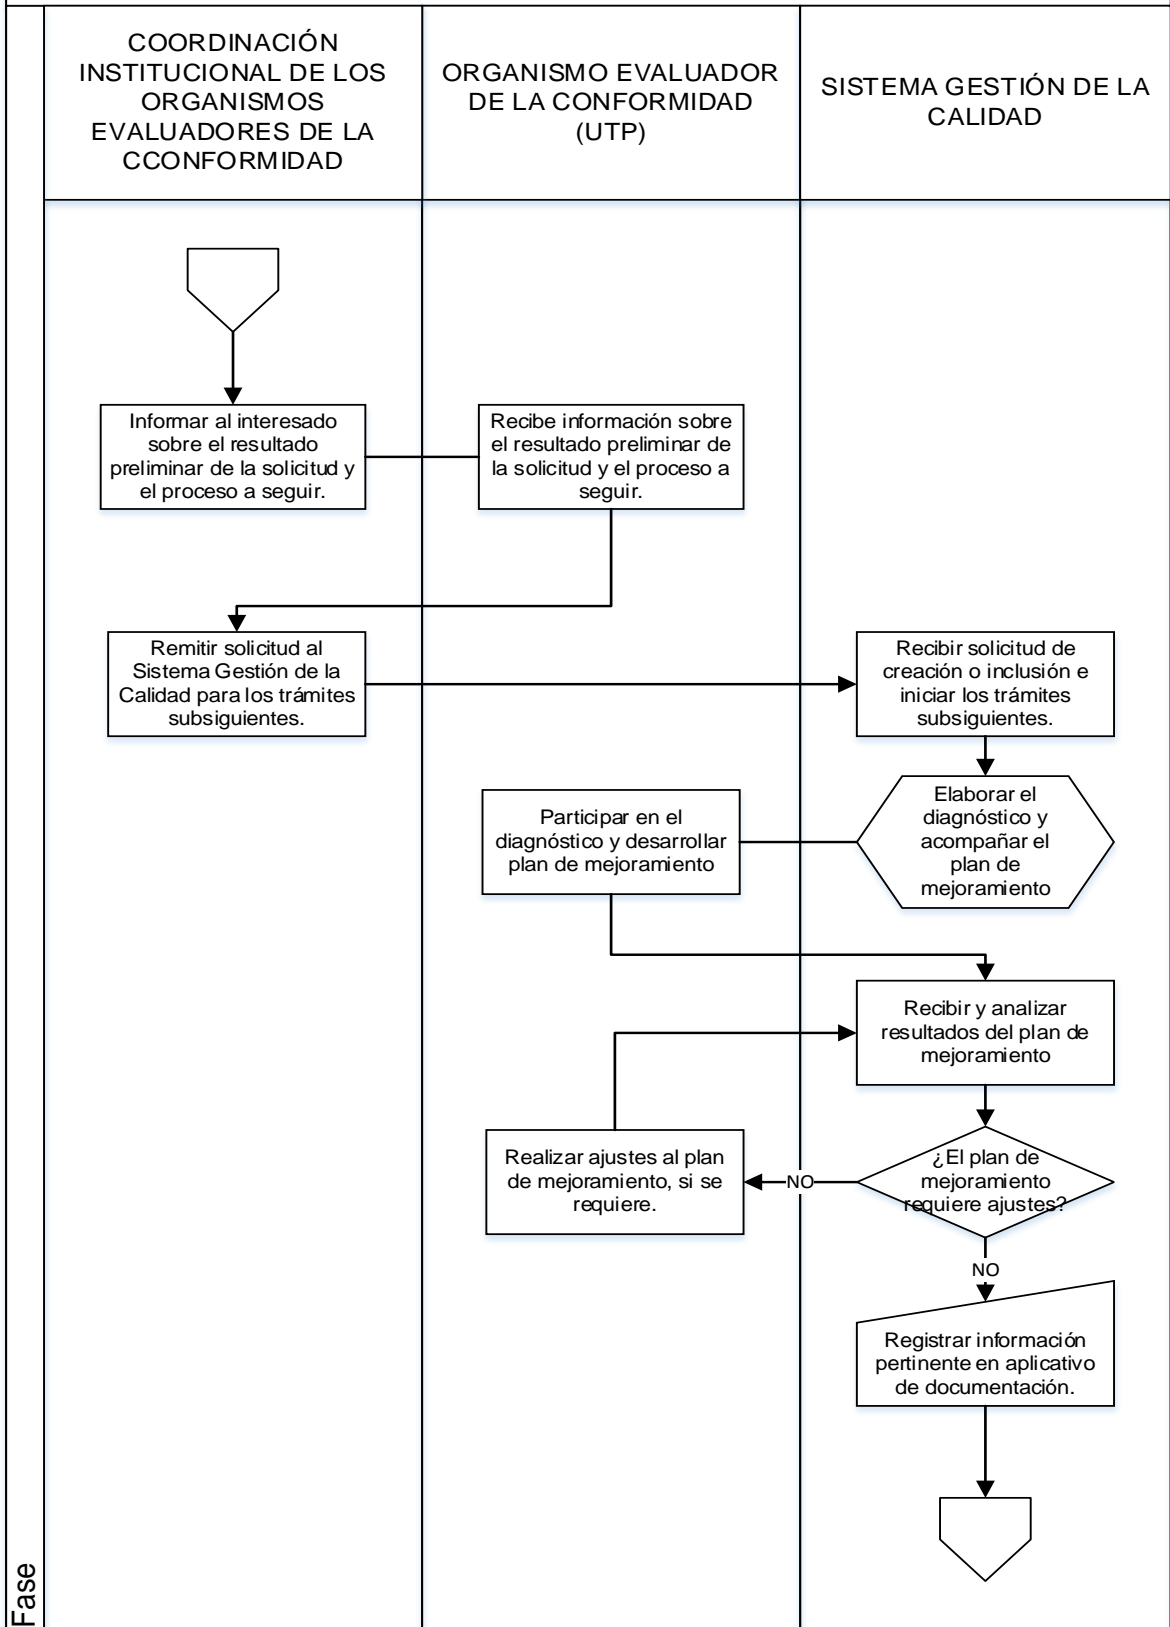 COORDINACIÓN
INSTITUCIONAL DE LOS
ORGANISMOS
EVALUADORES DE LA
CCONFORMIDAD
ORGANISMO EVALUADOR
DE LA CONFORMIDAD
(UTP)
SISTEMA GESTIÓN DE LA
CALIDAD
Informar al interesado
sobre el resultado
preliminar de la solicitud y
el proceso a seguir.
Recibe información sobre
el resultado preliminar de
la solicitud y el proceso a
seguir.
Remitir solicitud al
Sistema Gestión de la
Calidad para los trámites
subsiguientes.
Recibir solicitud de
creación o inclusión e
iniciar los trámites
subsiguientes.
Participar en el
diagnóstico y desarrollar
plan de mejoramiento
Elaborar el
diagnóstico y
acompañar el
plan de
mejoramiento
Recibir y analizar
resultados del plan de
mejoramiento
Realizar ajustes al plan
de mejoramiento, si se
requiere.
NO
¿El plan de
mejoramiento
requiere ajustes?
NO
Registrar información
pertinente en aplicativo
de documentación.
Fase